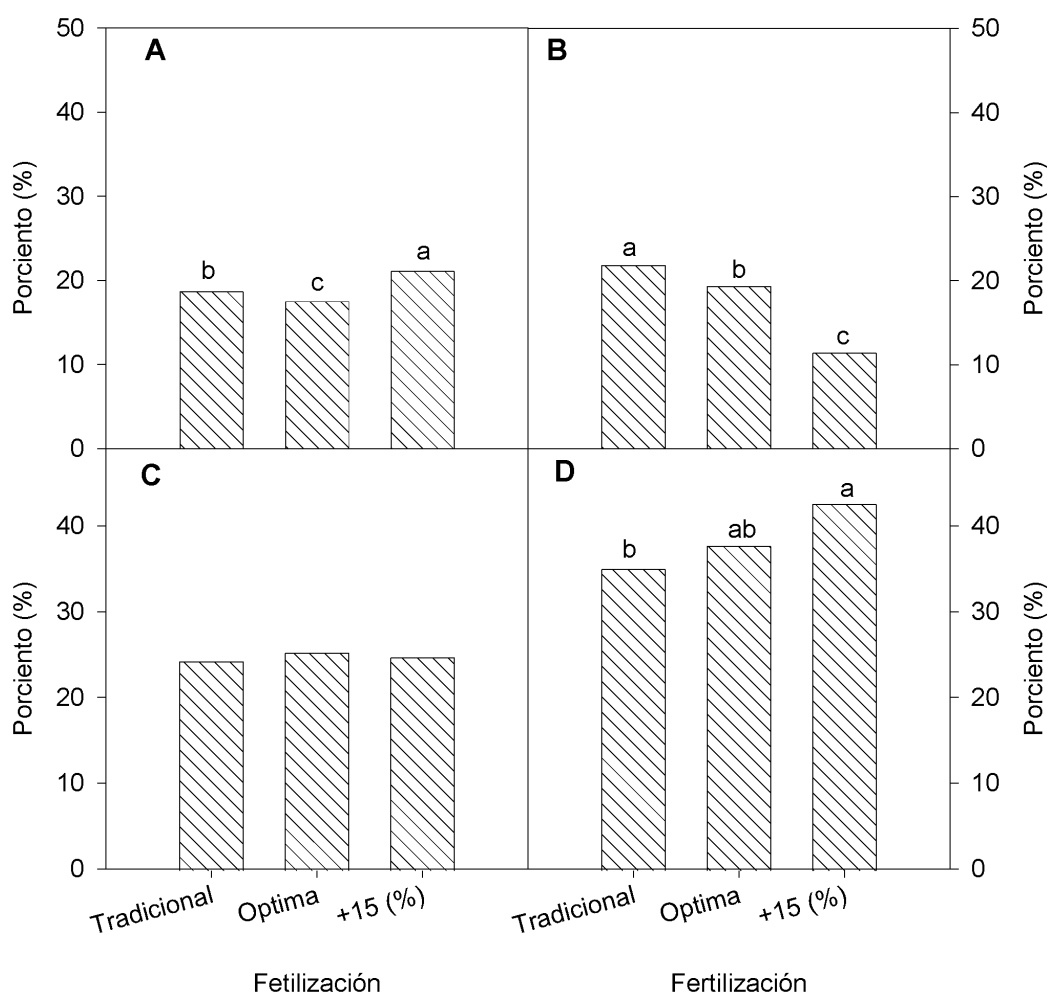 A
B
50
40
30
20
10
0
Porciento (%)
b
c
a
a
b
c
50
40
30
20
10
0
Porciento (%)
C
D
40
30
20
10
0
Porciento (%)
b
ab
a
40
30
20
10
0
Porciento (%)
Tradicional
Optima
+15 (%)
Tradicional
Optima
+15 (%)
Fetilización
Fertilización